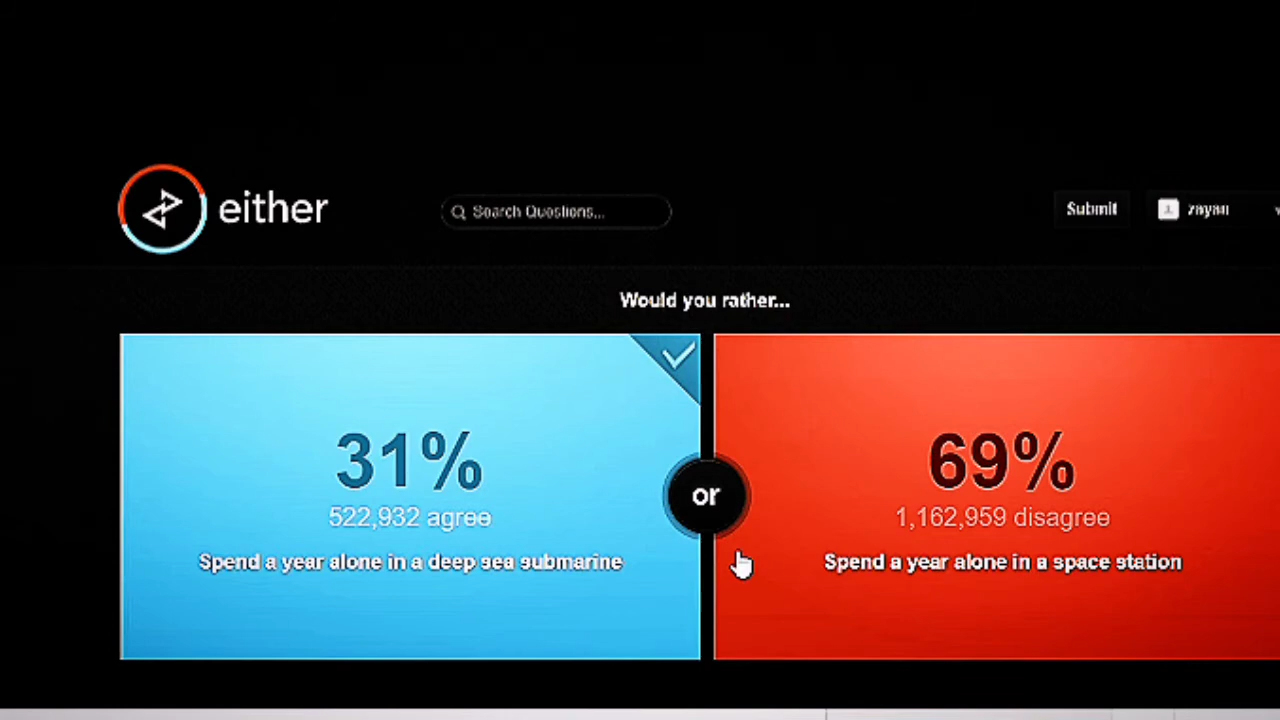 either
Search Questions...
Submit
zayan
Would you rather...
31%
522,932 agree
Spend a year alone in a deep sea submarine
or
69%
1,162,959 disagree
Spend a year alone in a space station